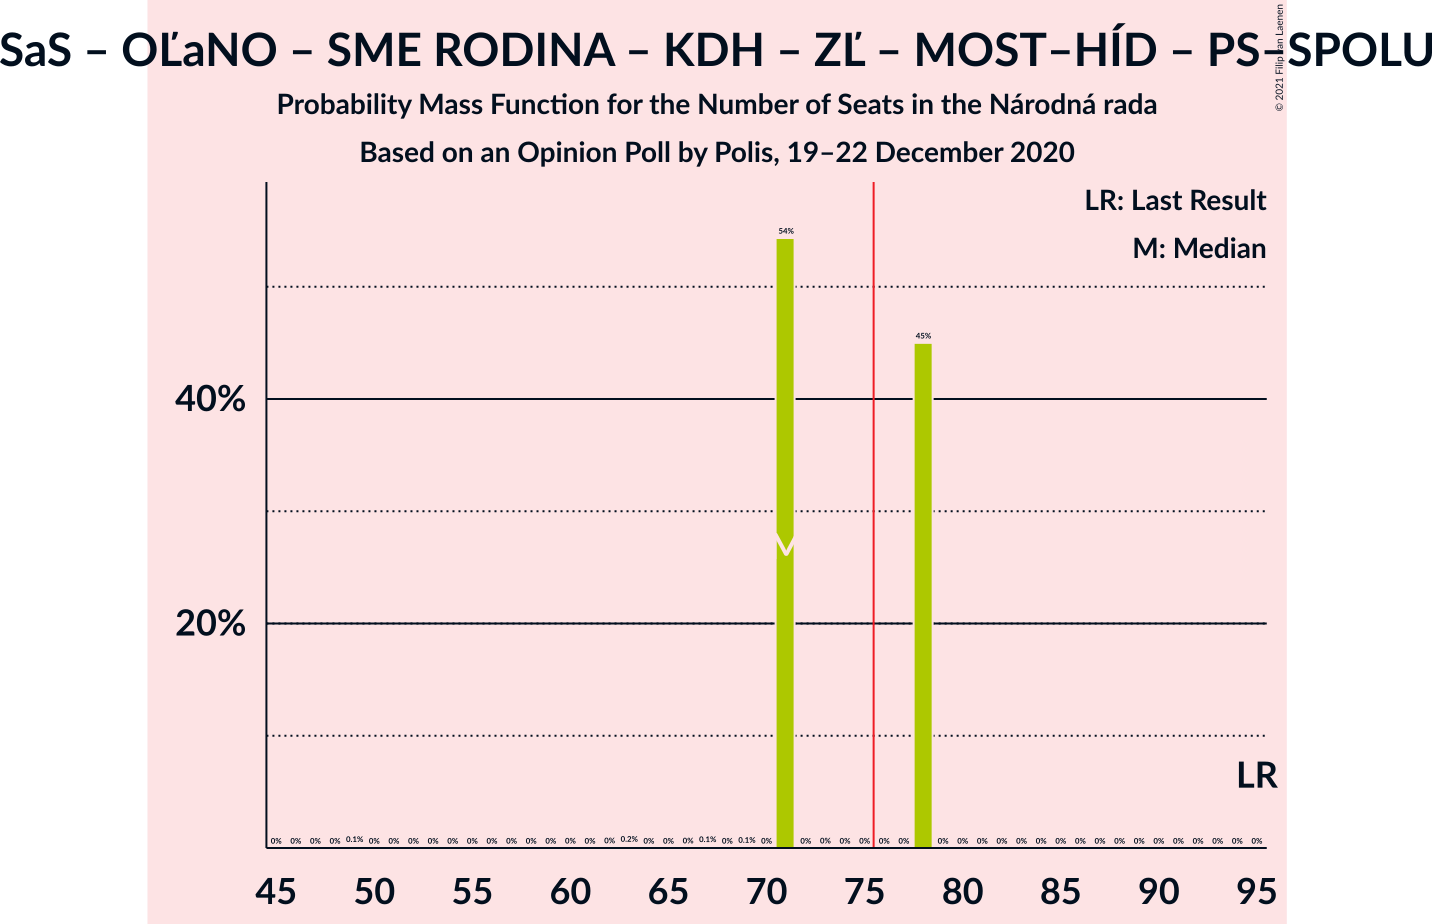 SaS – OĽaNO – SME RODINA – KDH – ZĽ – MOST–HÍD – PS–SPOLU
© 2021 Filip van Laenen
Probability Mass Function for the Number of Seats in the Národná rada
Based on an Opinion Poll by Polis, 19–22 December 2020
LR: Last Result
M: Median
54%
45%
40%
20%
LR
0% 0% 0% 0% 0.1% 0% 0% 0% 0% 0% 0% 0% 0% 0% 0% 0% 0% 0% 0.2% 0% 0% 0% 0.1% 0% 0.1% 0% 0% 0% 0% 0% 0% 0% 0% 0% 0% 0% 0% 0% 0% 0% 0% 0% 0% 0% 0% 0% 0% 0% 0%
45 50 55 60 65 70 75 80 85 90 95